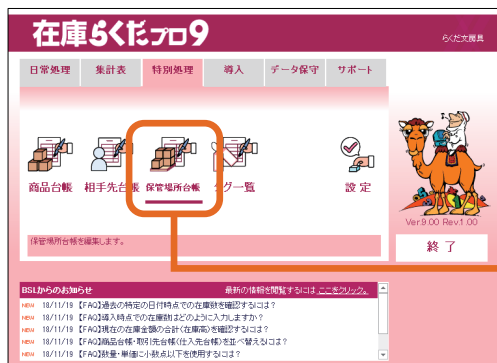 在庫らくだプロ9
らくだ文房具
日常処理 集計表 特別処理 導入 データ保守 サポート
商品台帳 相手先台帳 保管場所台帳 タグ一覧 設定
Ver.9.00 Rev.1.00
保管場所台帳を編集します。
終了
BSLからのお知らせ 最新の情報を閲覧するには、ここをクリック。
NEW 18/11/19 【FAQ】過去の特定の日付時点での在庫数を確認するには？
NEW 18/11/19 【FAQ】導入時点での在庫数はどのように入力しますか？
NEW 18/11/19 【FAQ】現在の在庫金額の合計(在庫高)を確認するには？
NEW 18/11/19 【FAQ】商品台帳・取引先台帳(仕入先台帳)を並べ替えるには？
NEW 18/11/19 【FAQ】数量・単価に小数点以下を使用するには？